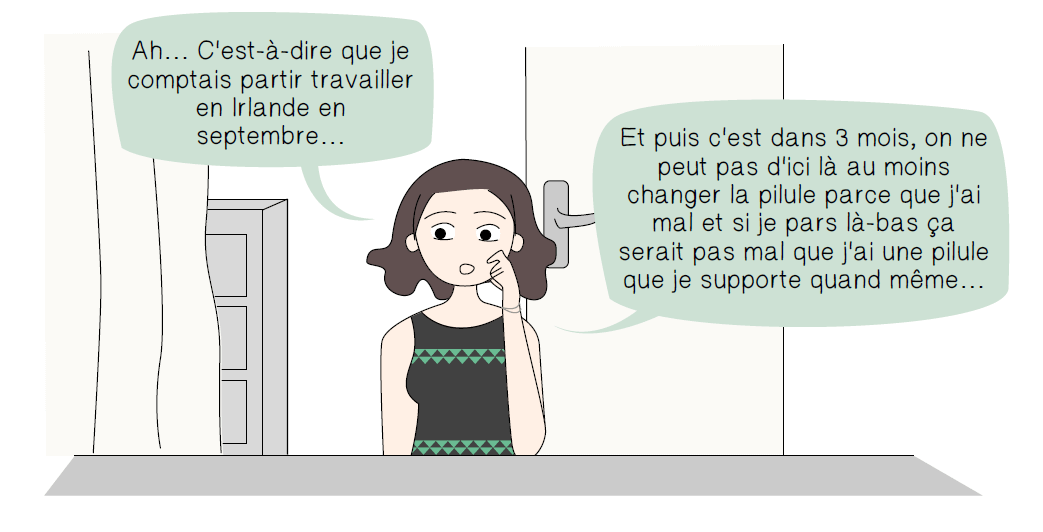 Ah... C'est-à-dire que je
comptais partir travailler
en Irlande en
septembre...
Et puis c'est dans 3 mois, on ne
peut pas d'ici là au moins
changer la pilule parce que j'ai
mal et si je pars là-bas ça
serait pas mal que j'ai une pilule
que je supporte quand même...